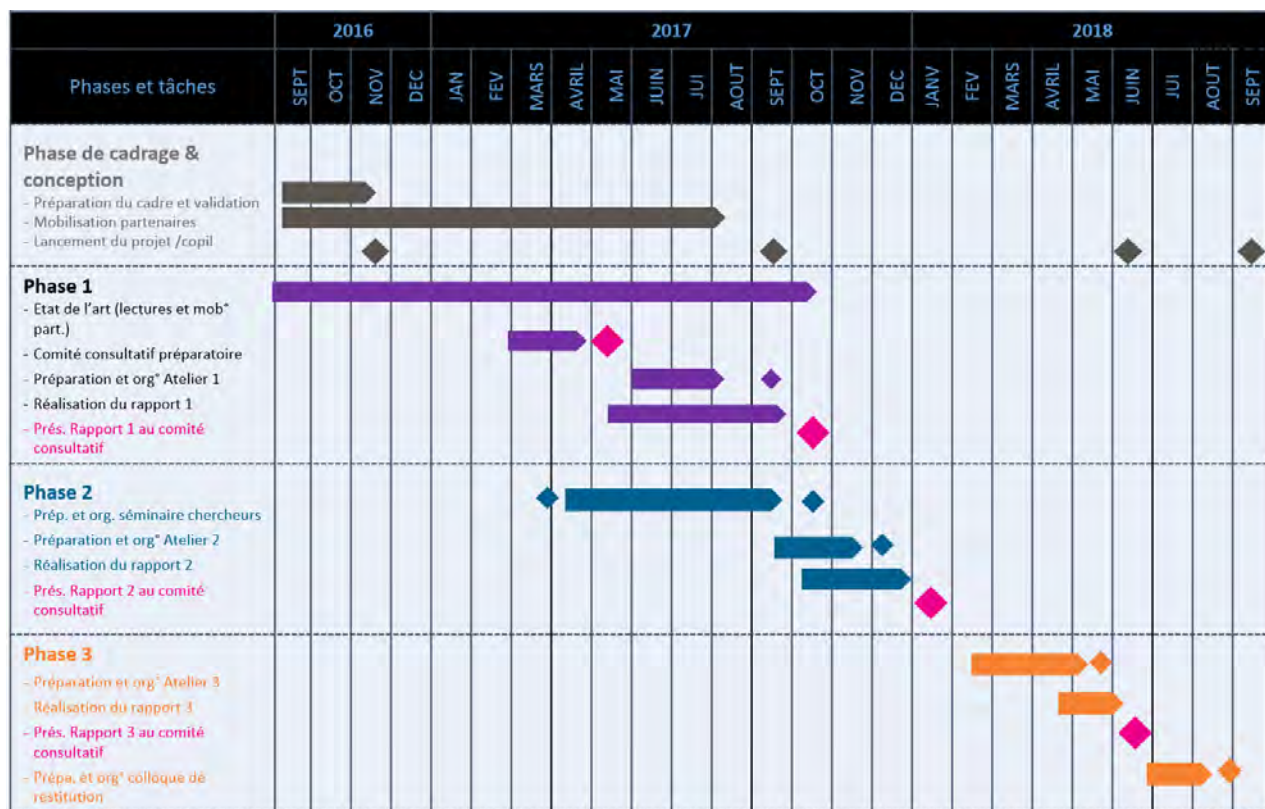 2016 2017 2018
Phases et tâches SEPT OCT NOV DEC JAN FEV MARS AVRIL MAI JUIN JUI AOUT SEPT OCT NOV DEC JANV FEV MARS AVRIL MAI JUIN JUI AOUT SEPT
Phase de cadrage &
conception
- Préparation du cadre et validation
- Mobilisation partenaires
- Lancement du projet /copil
Phase 1
- Etat de l'art (lectures et mob°
part.)
- Comité consultatif préparatoire
- Préparation et org° Atelier 1
- Réalisation du rapport 1
- Prés. Rapport 1 au comité
consultatif
Phase 2
- Prép. et org. séminaire chercheurs
- Préparation et org° Atelier 2
- Réalisation du rapport 2
- Prés. Rapport 2 au comité
consultatif
Phase 3
- Préparation et org° Atelier 3
- Réalisation du rapport 3
- Prés. Rapport 3 au comité
consultatif
- Prépa. et org° colloque de
restitution